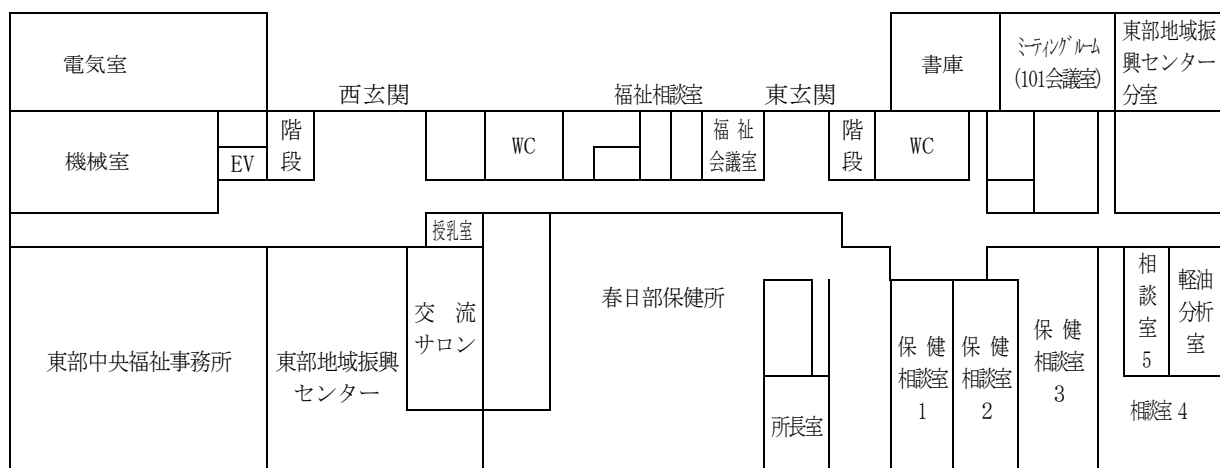 電気室
西玄関
福祉相談室
東玄関
書庫
ミーティングルーム
(101会議室)
東部地域振
興センター
分室
機械室
EV
階
段
WC
福祉
会議室
階
段
WC
授乳室
東部中央福祉事務所
東部地域振興
センター
交流
サロン
春日部保健所
所長室
保健
相談室
1
保健
相談室
2
保健
相談室
3
相
談
室
5
軽油
分析
室
相談室 4